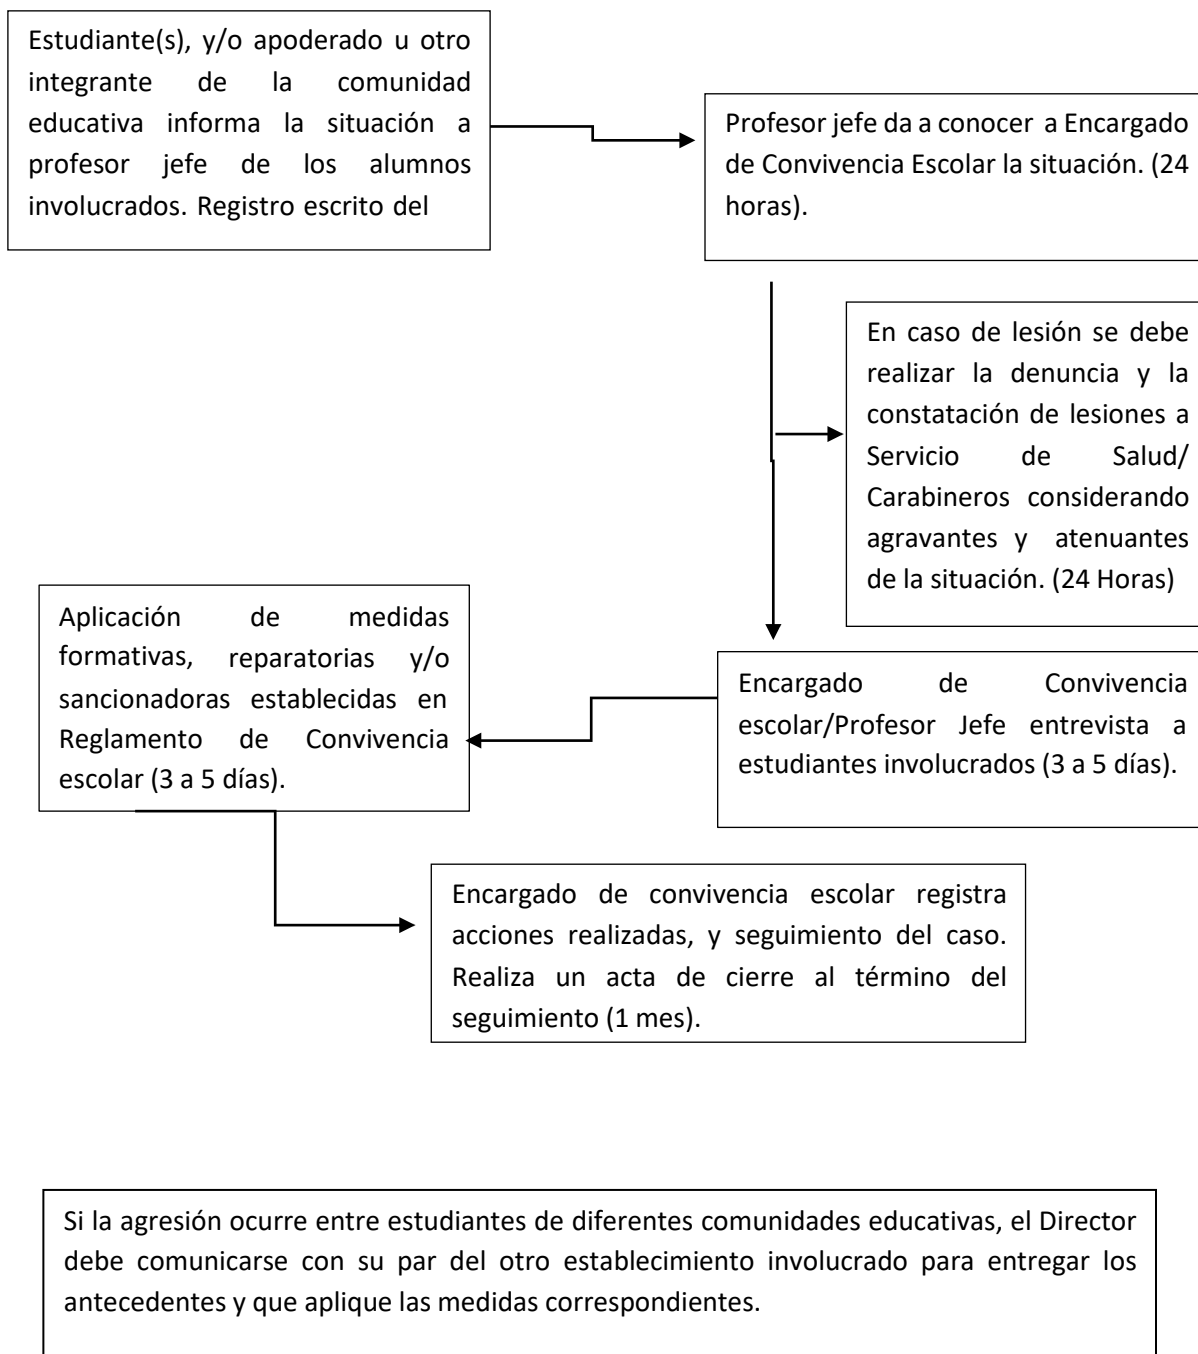 Estudiante(s), y/o apoderado u otro
integrante de la comunidad
educativa informa la situación a
profesor jefe de los alumnos
involucrados. Registro escrito del
Profesor jefe da a conocer a Encargado
de Convivencia Escolar la situación. (24
horas).
En caso de lesión se debe
realizar la denuncia y la
constatación de lesiones a
Servicio de Salud/
Carabineros considerando
agravantes y atenuantes
de la situación. (24 Horas)
Encargado de Convivencia
escolar/Profesor Jefe entrevista a
estudiantes involucrados (3 a 5 días).
Aplicación de medidas
formativas, reparatorias y/o
sancionadoras establecidas en
Reglamento de Convivencia
escolar (3 a 5 días).
Encargado de convivencia escolar registra
acciones realizadas, y seguimiento del caso.
Realiza un acta de cierre al término del
seguimiento (1 mes).
Si la agresión ocurre entre estudiantes de diferentes comunidades educativas, el Director
debe comunicarse con su par del otro establecimiento involucrado para entregar los
antecedentes y que aplique las medidas correspondientes.